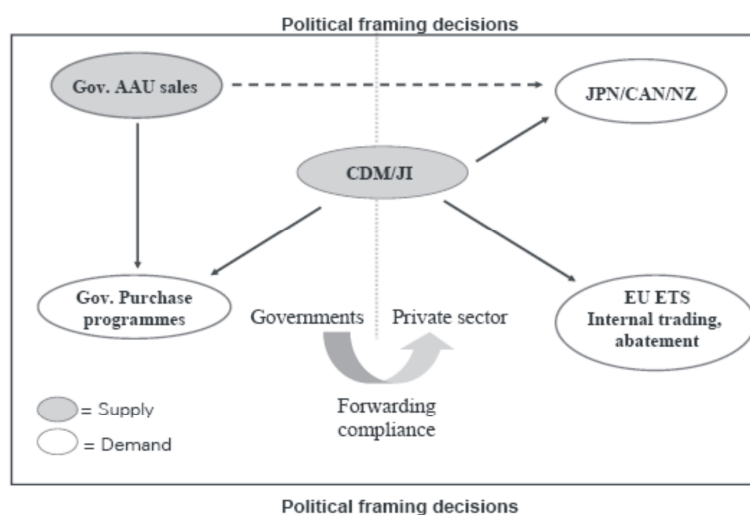 Political framing decisions
Gov. AAU sales
JPN/CAN/NZ
CDM/JI
Gov. Purchase
programmes
EU ETS
Internal trading,
abatement
Governments
Private sector
Forwarding
compliance
= Supply
= Demand
Political framing decisions